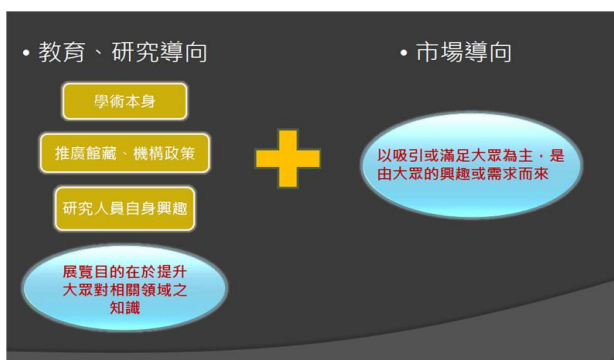 • 教育、研究導向
學術本身
推廣館藏、機構政策
研究人員自身興趣
展覽目的在於提升
大眾對相關領域之
知識
• 市場導向
以吸引或滿足大眾為主，是
由大眾的興趣或需求而來